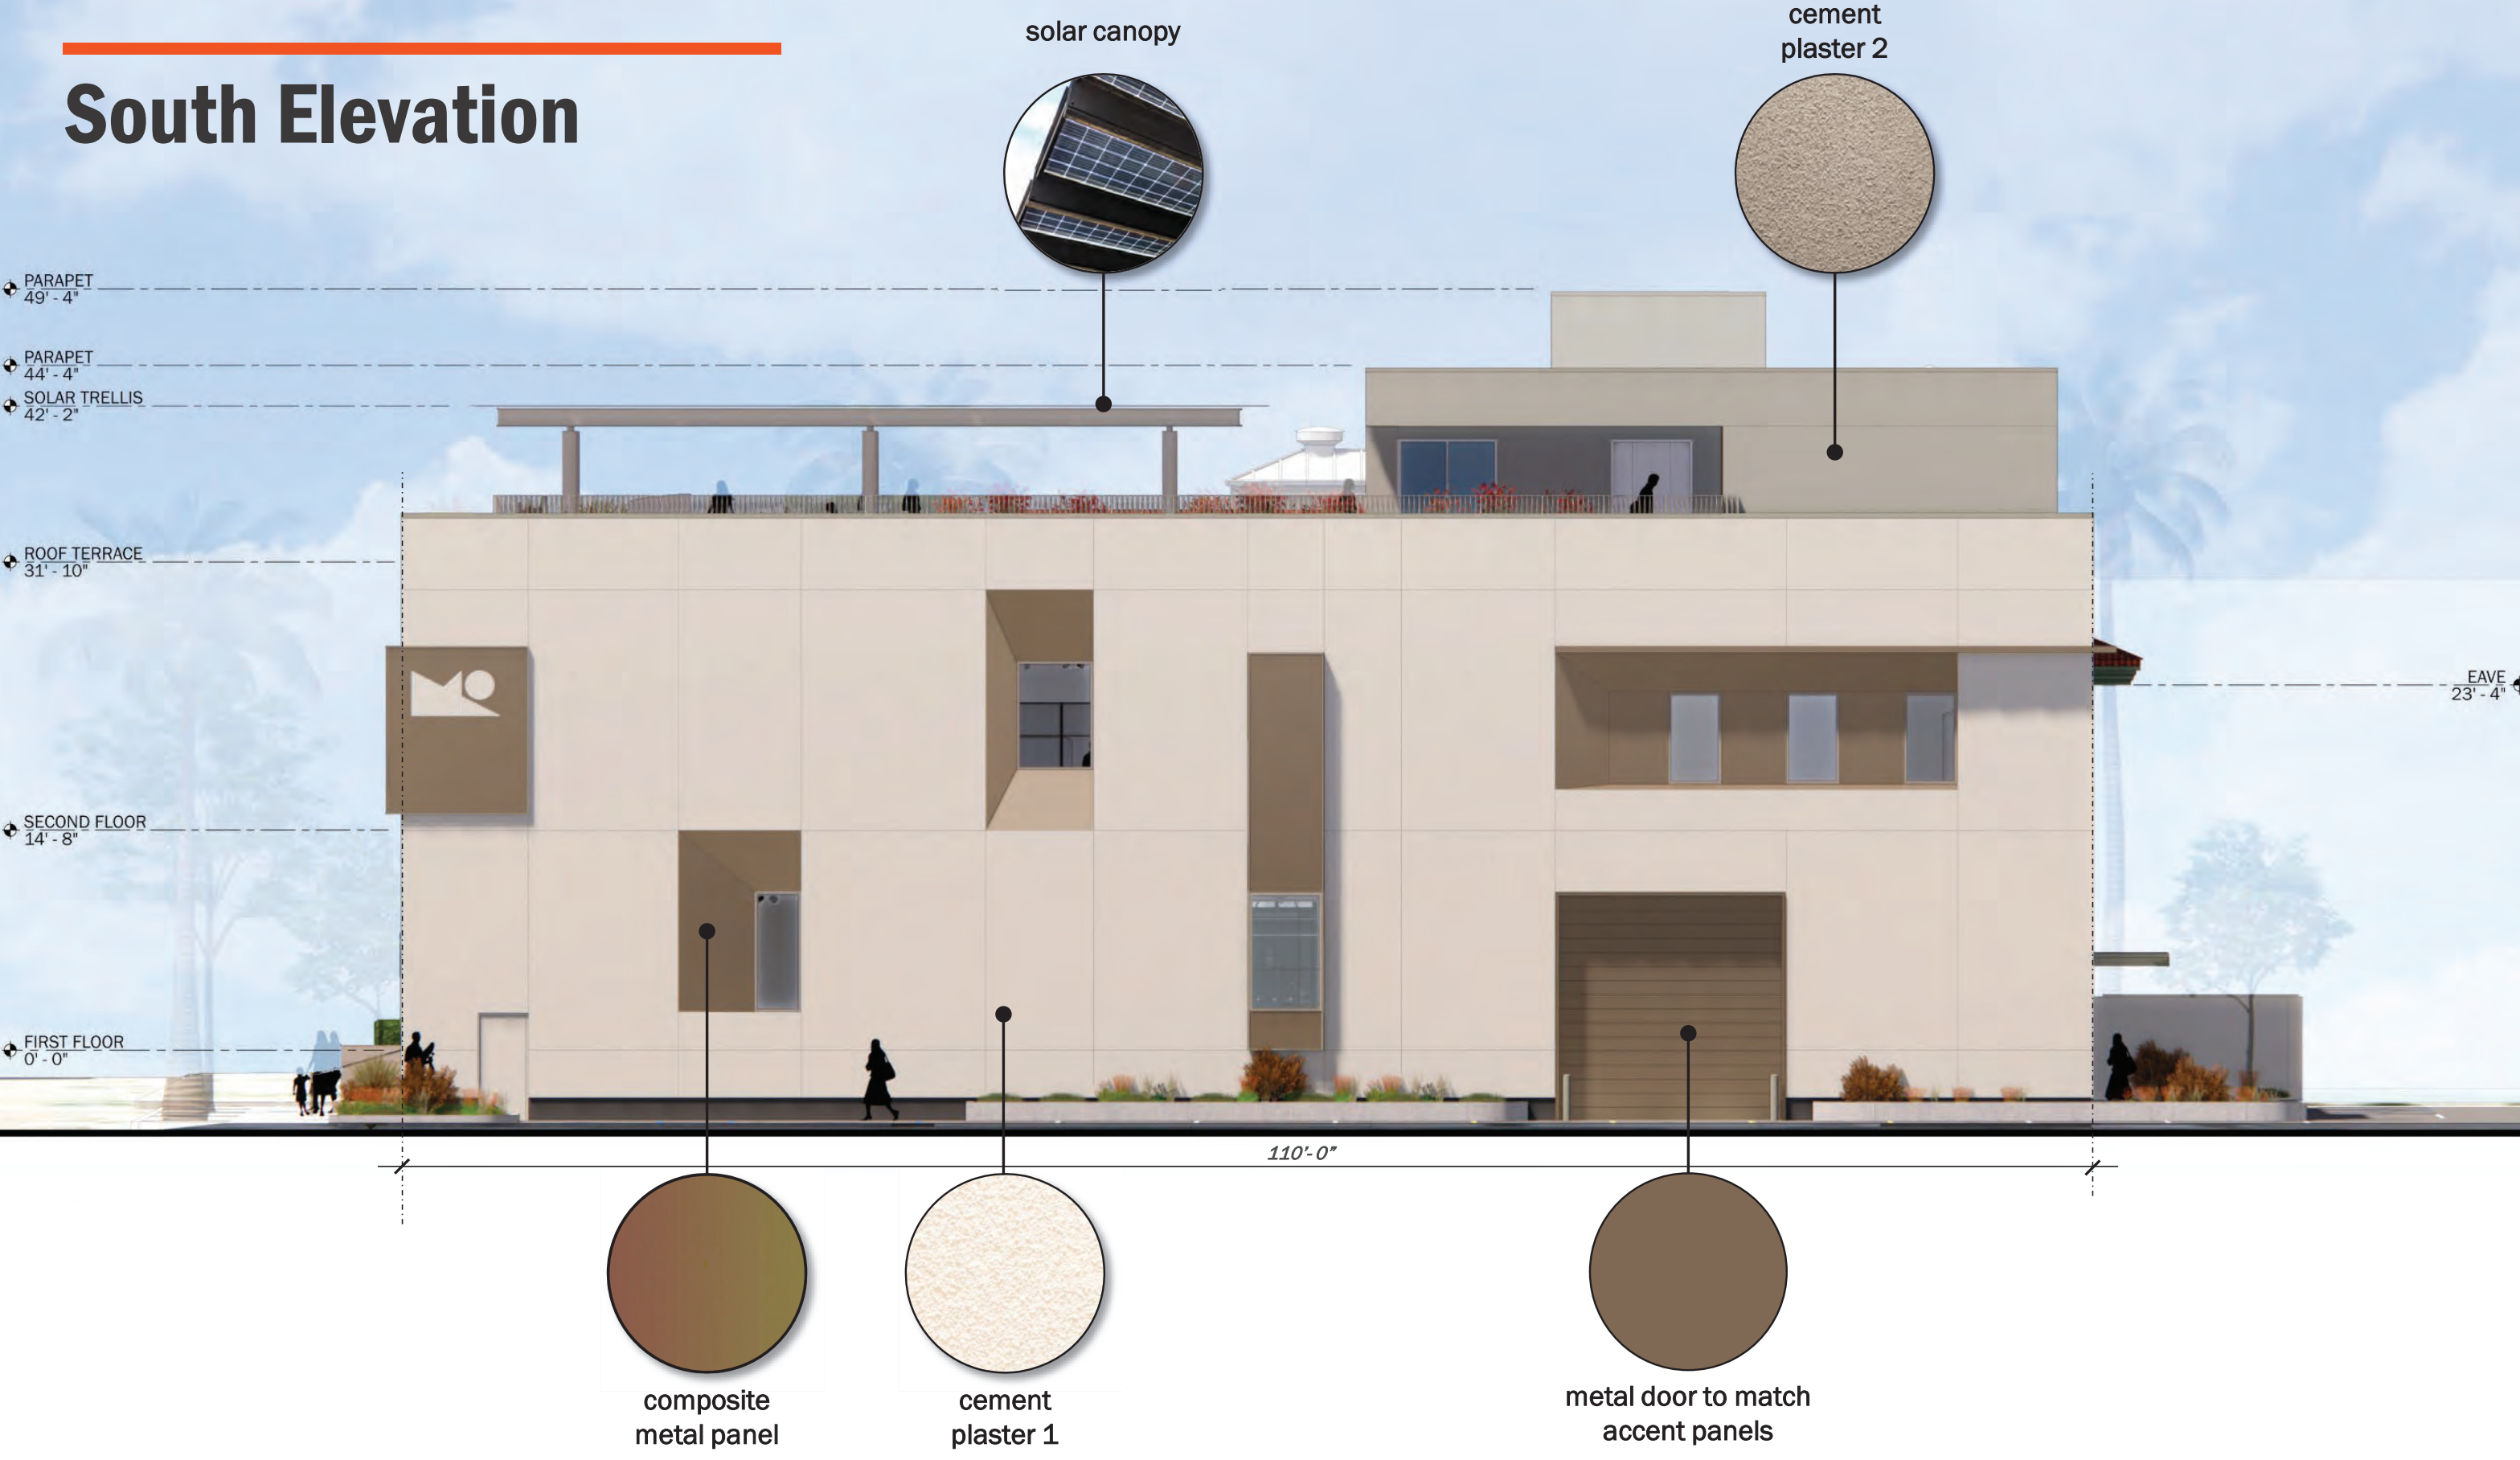 South Elevation
solar canopy
cement
plaster 2
PARAPET
49' - 4"
PARAPET
44' - 4"
SOLAR TRELLIS
42' - 2"
ROOF TERRACE
31' - 10"
EAVE
23' - 4"
SECOND FLOOR
14' - 8"
FIRST FLOOR
0' - 0"
110'- 0"
composite
metal panel
cement
plaster 1
metal door to match
accent panels